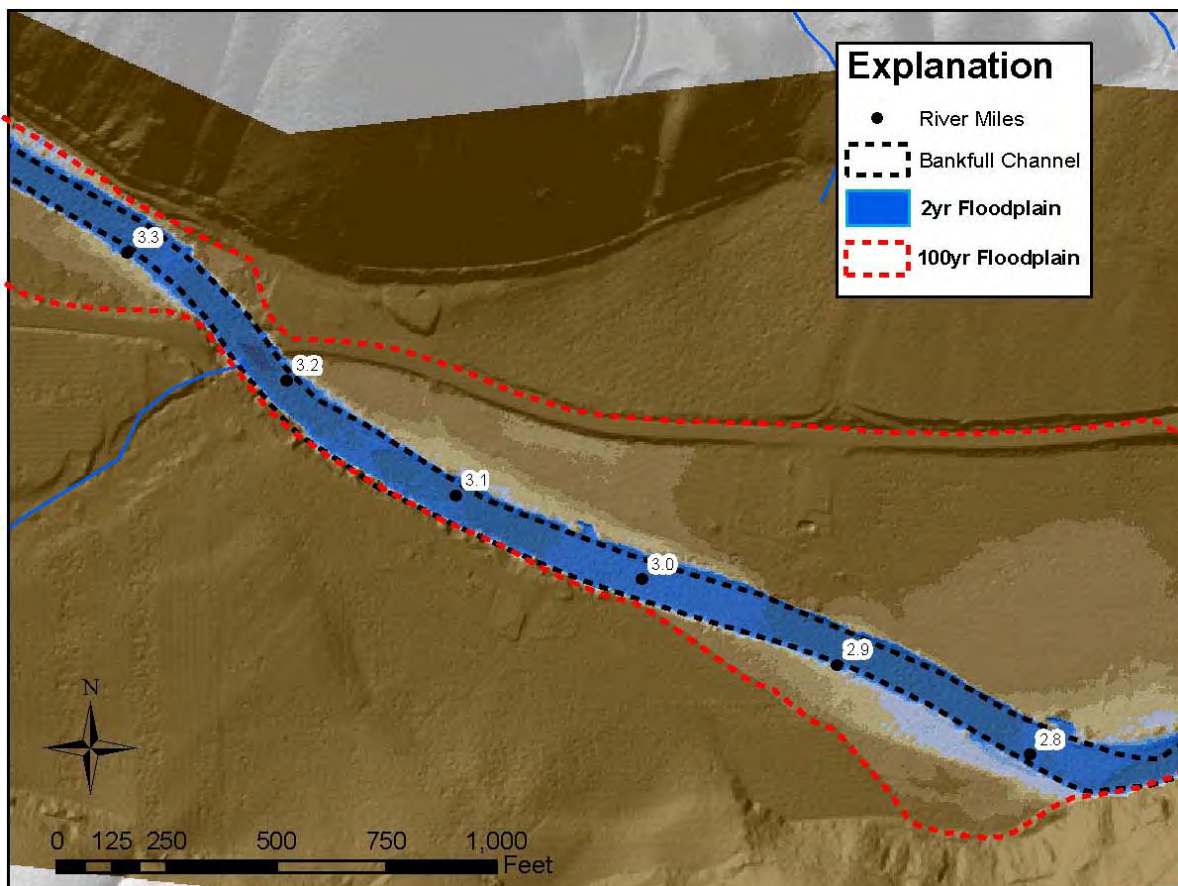 Explanation
River Miles
Bankfull Channel
2yr Floodplain
100yr Floodplain
3.3
3.2
3.1
3.0
2.9
2.8
N
0 125 250 500 750 1,000
Feet